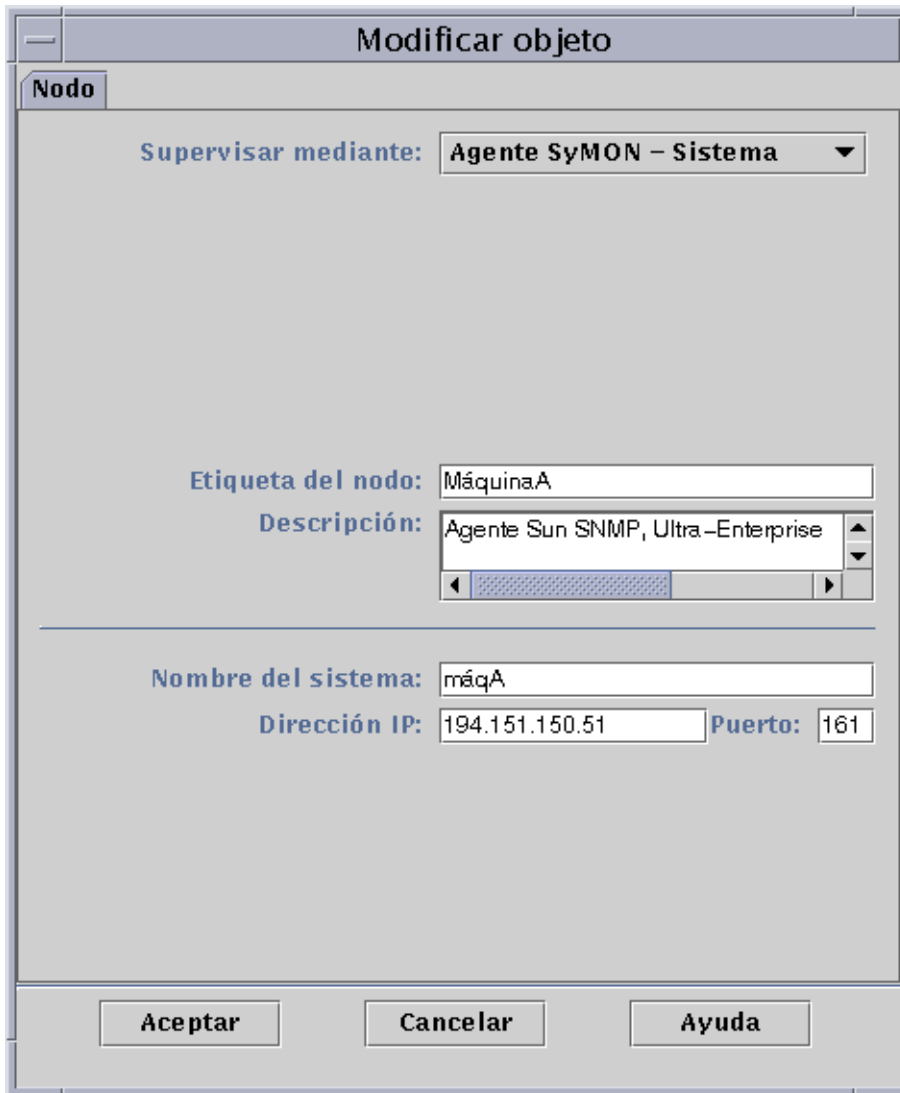 Modificar objeto
Nodo
Supervisar mediante: Agente SyMON – Sistema
Etiqueta del nodo: MáquinaA
Descripción: Agente Sun SNMP, Ultra–Enterprise
Nombre del sistema: máqA
Dirección IP: 194.151.150.51 Puerto: 161
Aceptar Cancelar Ayuda